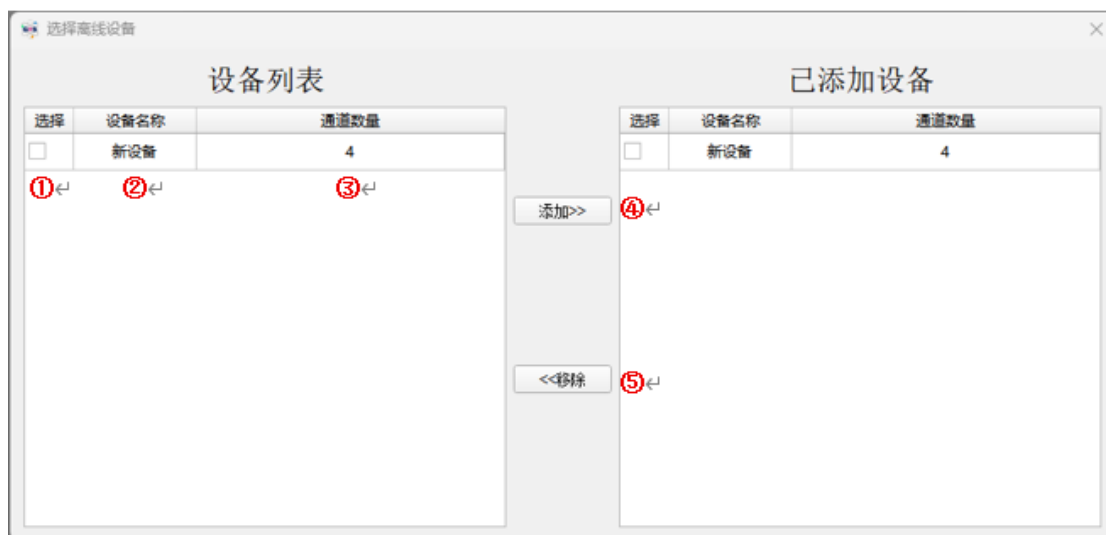 选择离线设备
设备列表
已添加设备
选择 设备名称 通道数量
选择 设备名称 通道数量
新设备 4
新设备 4
①↵ ②↵ ③↵
添加>> ④↵
<<移除 ⑤↵